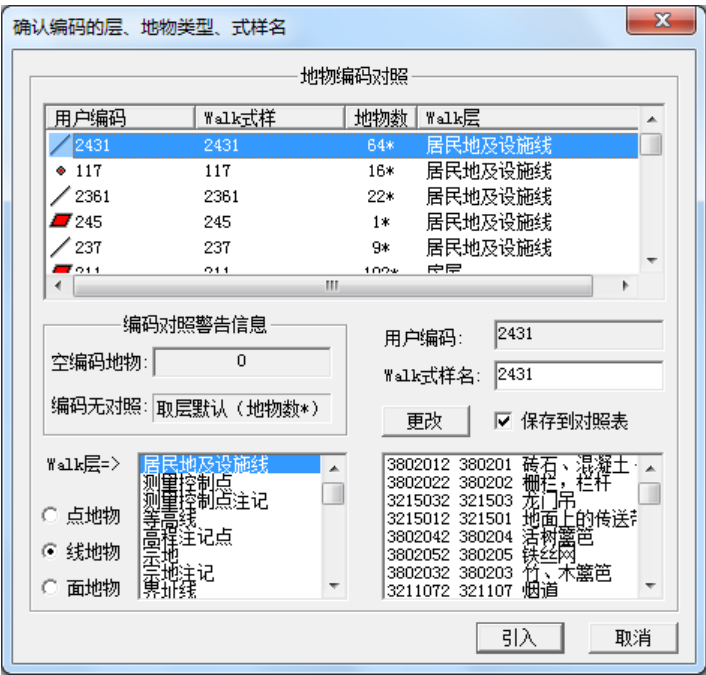 确认编码的层、地物类型、式样名
地物编码对照
用户编码 Walk式样 地物数 Walk层
2431 2431 64* 居民地及设施线
117 117 16* 居民地及设施线
2361 2361 22* 居民地及设施线
245 245 1* 居民地及设施线
237 237 9* 居民地及设施线
211 211 102* 房屋
编码对照警告信息
空编码地物: 0
编码无对照: 取层默认（地物数*）
用户编码: 2431
Walk式样名: 2431
更改 保存到对照表
Walk层=>
点地物
线地物
面地物
居民地及设施线
测量控制点
测量控制点注记
等高线
高程注记点
宗地
宗地注记
界址线
3802012 380201 砖石、混凝土
3802022 380202 栅栏，栏杆
3215032 321503 龙门吊
3215012 321501 地面上的传送带
3802042 380204 活树篱笆
3802052 380205 铁丝网
3802032 380203 竹、木篱笆
3211072 321107 烟道
引入 取消